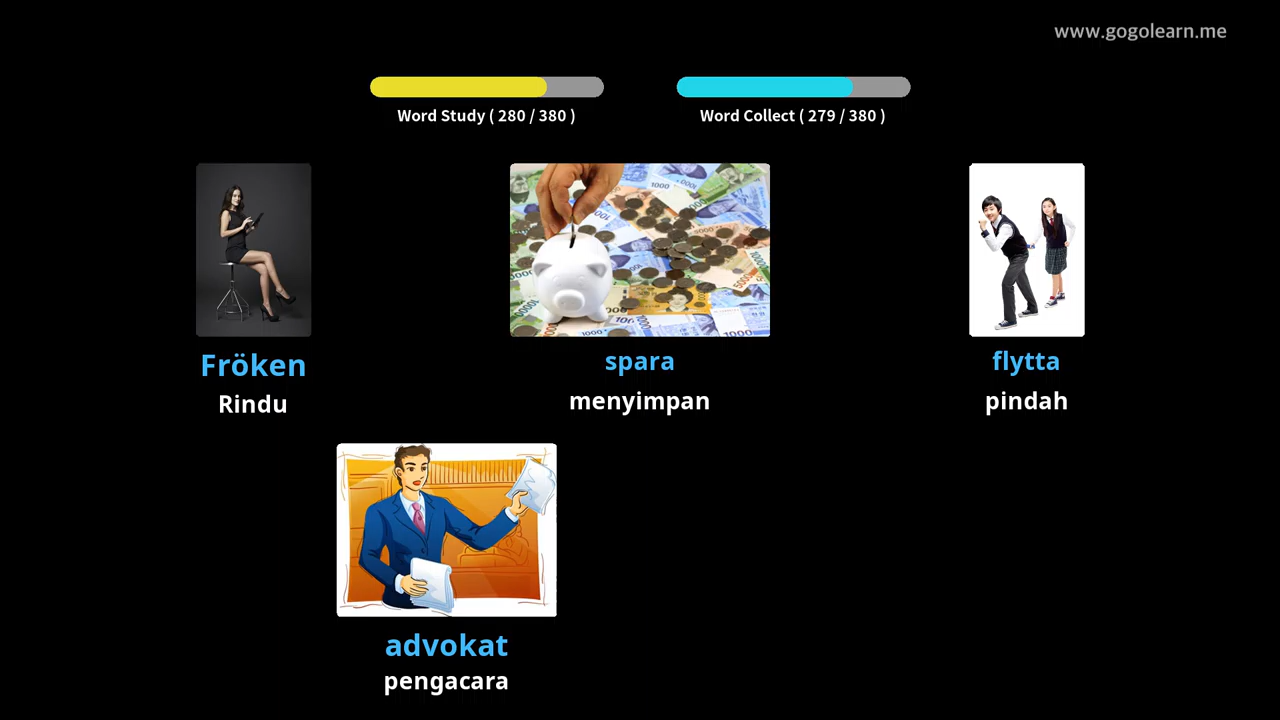 www.gogolearn.me
Word Study ( 280 / 380 )
Word Collect ( 279 / 380 )
Fröken
Rindu
spara
menyimpan
flytta
pindah
advokat
pengacara